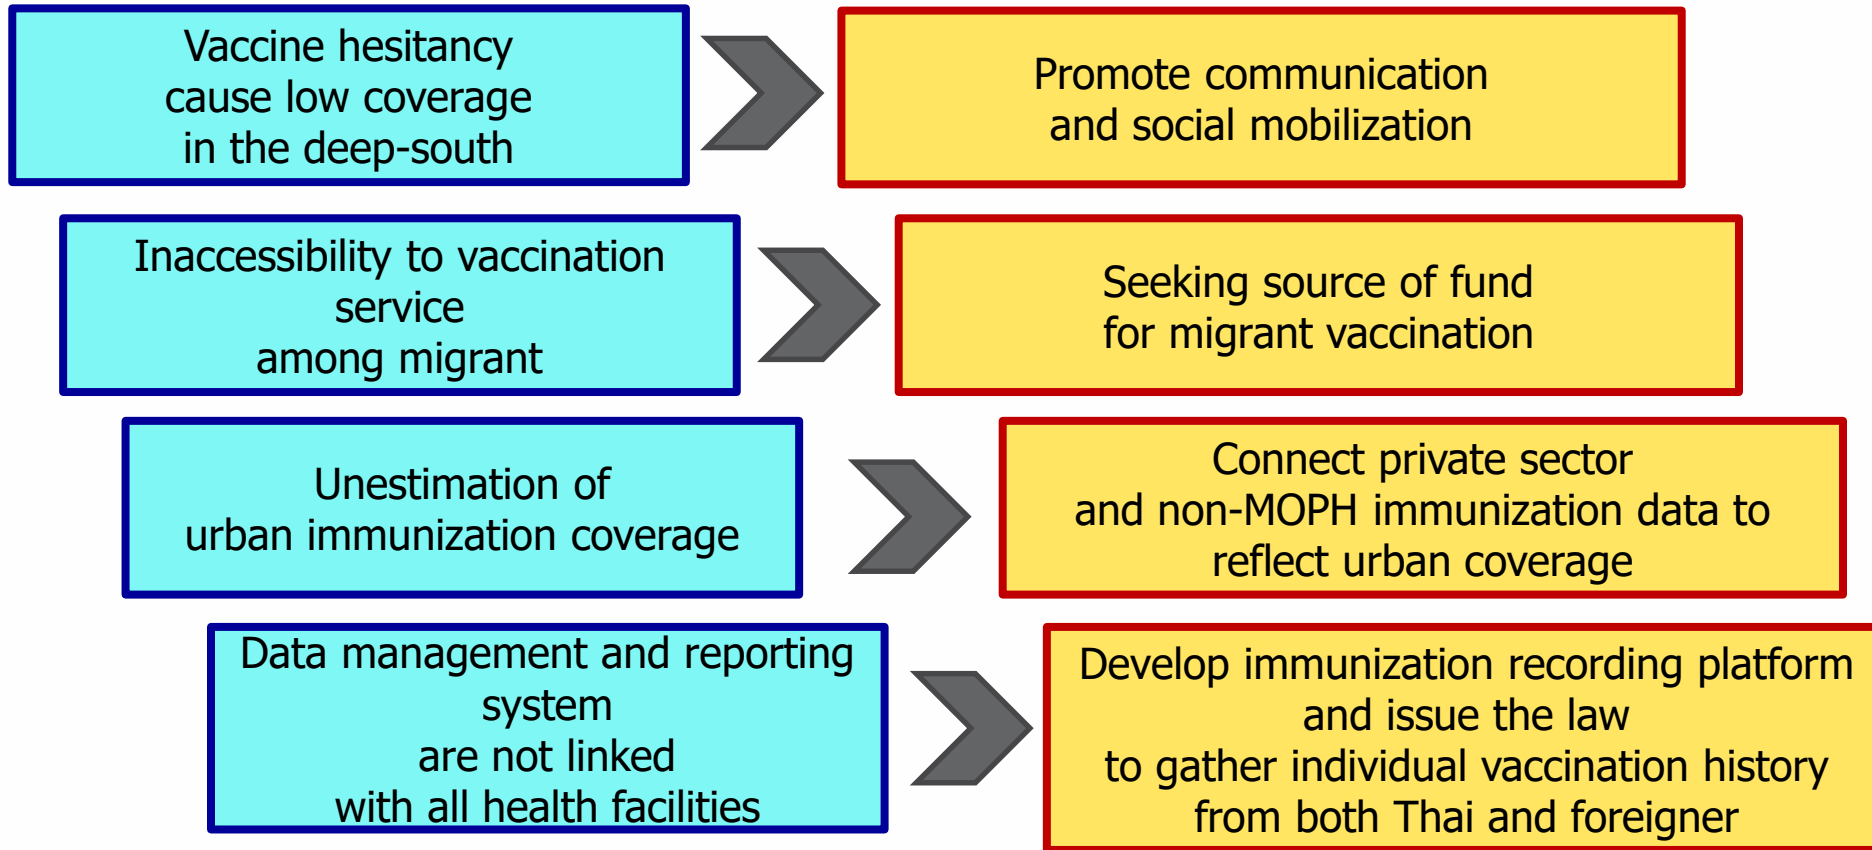 Vaccine hesitancy
cause low coverage
in the deep-south
Promote communication
and social mobilization
Inaccessibility to vaccination
service
among migrant
Seeking source of fund
for migrant vaccination
Unestimation of
urban immunization coverage
Connect private sector
and non-MOPH immunization data to
reflect urban coverage
Data management and reporting
system
are not linked
with all health facilities
Develop immunization recording platform
and issue the law
to gather individual vaccination history
from both Thai and foreigner